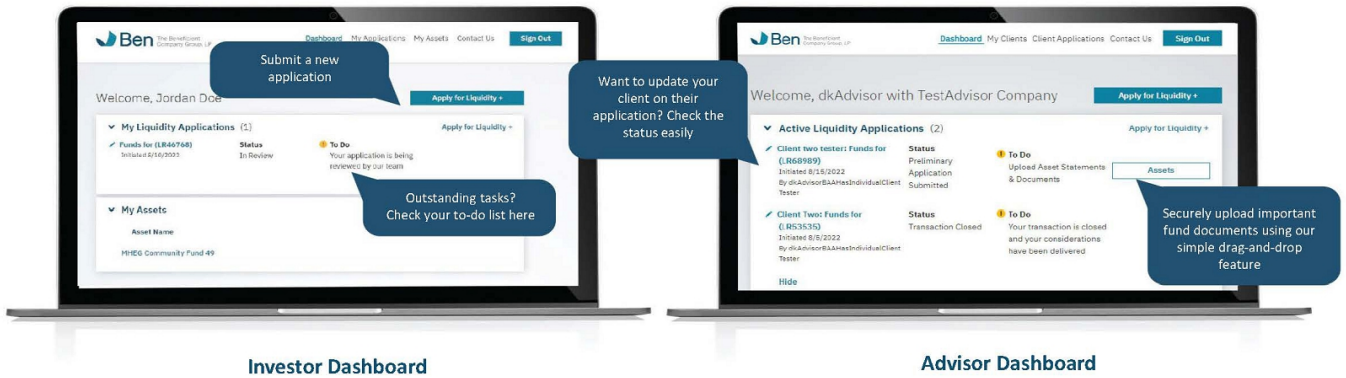 Ben The Beneficient
Company Group, LP
Dashboard My Applications My Assets Contact Us Sign Out
Submit a new
application
Welcome, Jordan Doe
Apply for Liquidity +
My Liquidity Applications (1)
Apply for Liquidity +
Funds for (LR46768)
Initiated 8/16/2022
Status
In Review
To Do
Your application is being
reviewed by our team
Outstanding tasks?
Check your to-do list here
My Assets
Asset Name
MHEG Community Fund 49
Investor Dashboard
Ben The Beneficient
Company Group, LP
Dashboard My Clients Client Applications Contact Us Sign Out
Want to update your
client on their
application? Check the
status easily
Welcome, dkAdvisor with TestAdvisor Company
Apply for Liquidity +
Active Liquidity Applications (2)
Apply for Liquidity +
Client two tester: Funds for
(LR68989)
Initiated 8/15/2022
By dkAdvisorBAAHasIndividualClient
Tester
Status
Preliminary
Application
Submitted
To Do
Upload Asset Statements
& Documents
Assets
Client Two: Funds for
(LR53535)
Initiated 8/5/2022
By dkAdvisorBAAHasIndividualClient
Tester
Status
Transaction Closed
To Do
Your transaction is closed
and your considerations
have been delivered
Securely upload important
fund documents using our
simple drag-and-drop
feature
Hide
Advisor Dashboard